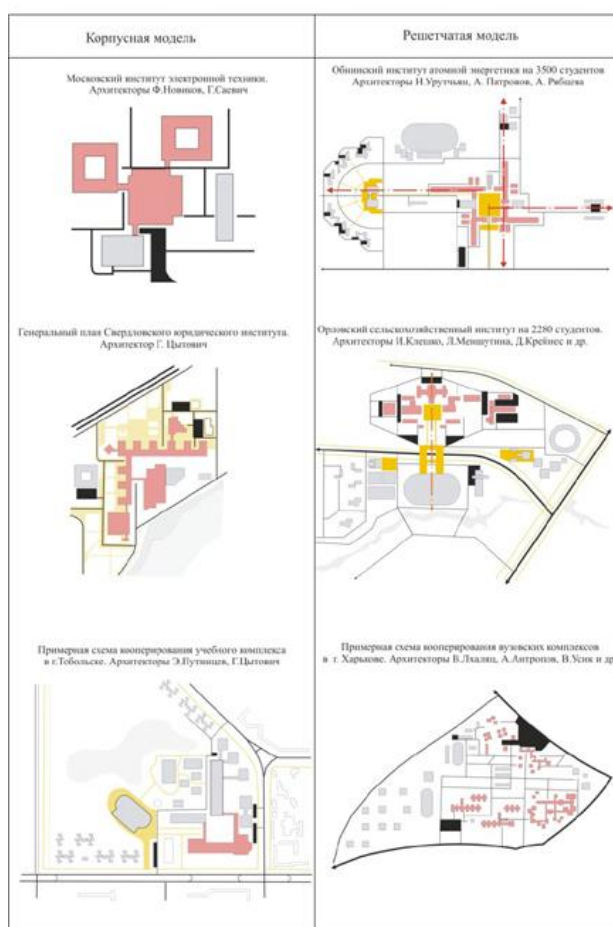 Корпусная модель
Решетчатая модель
Московский институт электронной техники.
Архитекторы Ф.Новиков, Г.Саевич
Обнинский институт атомной энергетики на 3500 студентов
Архитекторы Н.Урутчьян, А. Патронов, А. Рябцева
Генеральный план Свердловского юридического института.
Архитектор Г. Цытович
Орловский сельскохозяйственный институт на 2280 студентов.
Архитекторы И.Клешко, Л.Меншутина, Д.Крейнес и др.
Примерная схема кооперирования учебного комплекса
в г.Тобольске. Архитекторы Э.Путинцев, Г.Цытович
Примерная схема кооперирования вузовских комплексов
в г. Харькове. Архитекторы А.Антропов, В.Усик и др